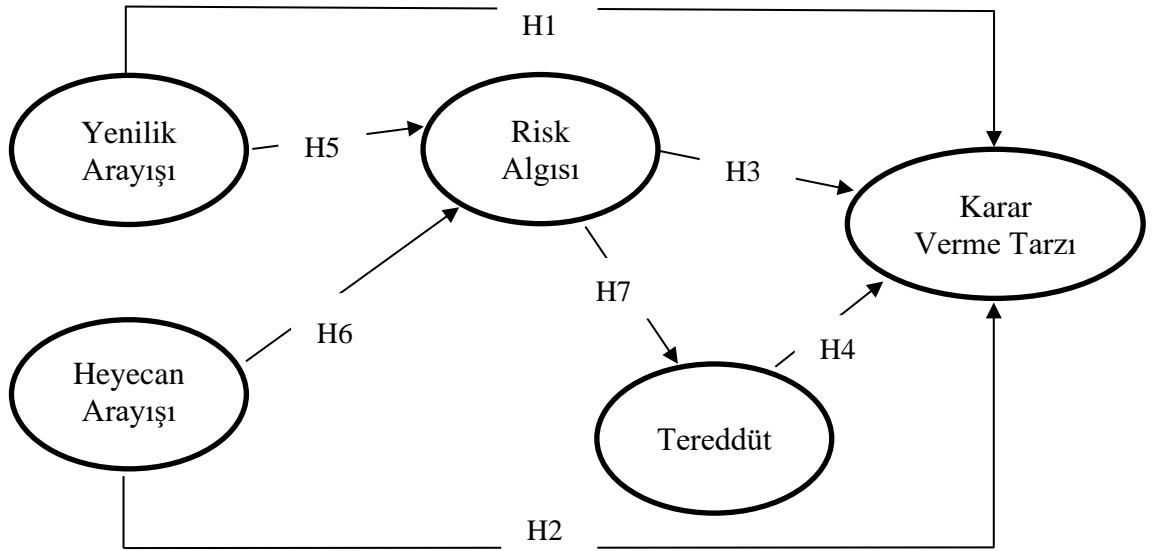 H1
Yenilik
Arayışı
H5
Risk
Algısı
H3
Karar
Verme Tarzı
H7
H6
H4
Heyecan
Arayışı
Tereddüt
H2